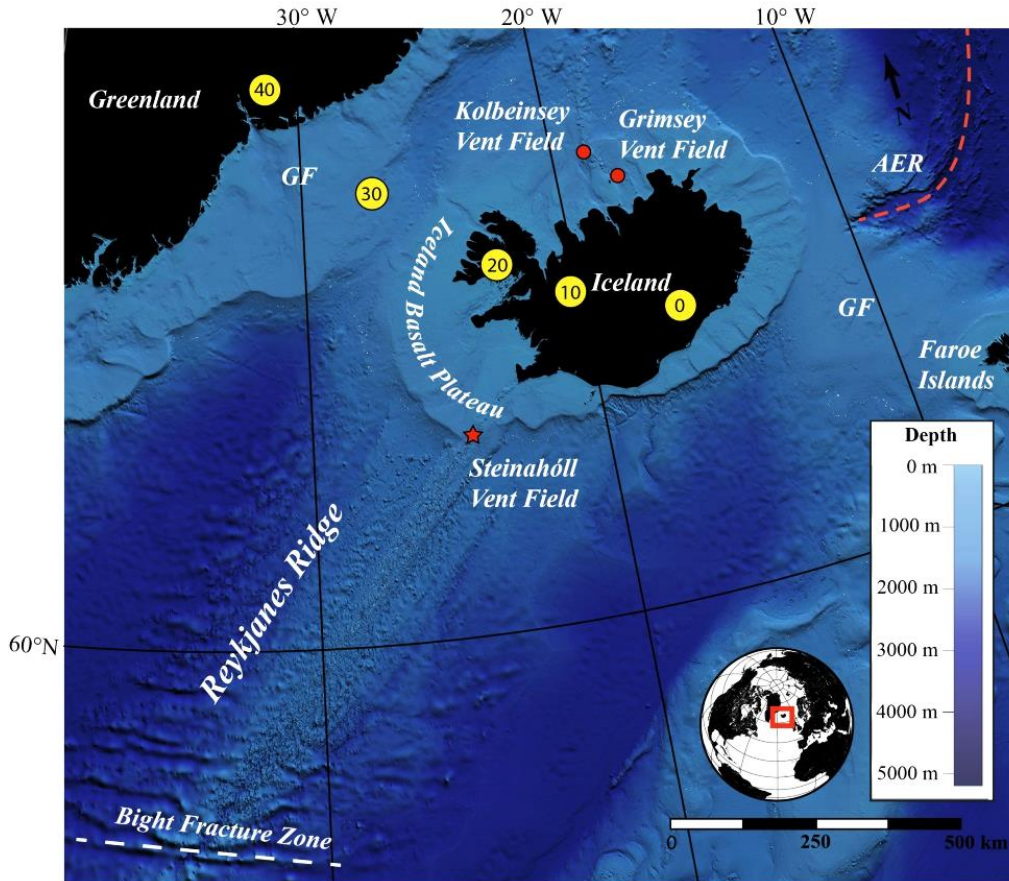 30° W
20° W
10° W
Greenland
40
Kolbeinsey
Vent Field
Grimsey
Vent Field
N
AER
GF
30
Iceland Basalt Plateau
20
10
Iceland
0
GF
Faroe
Islands
Steinahóll
Vent Field
Reykjanes Ridge
60°N
Bight Fracture Zone
Depth
0 m
1000 m
2000 m
3000 m
4000 m
5000 m
0
250
500 km